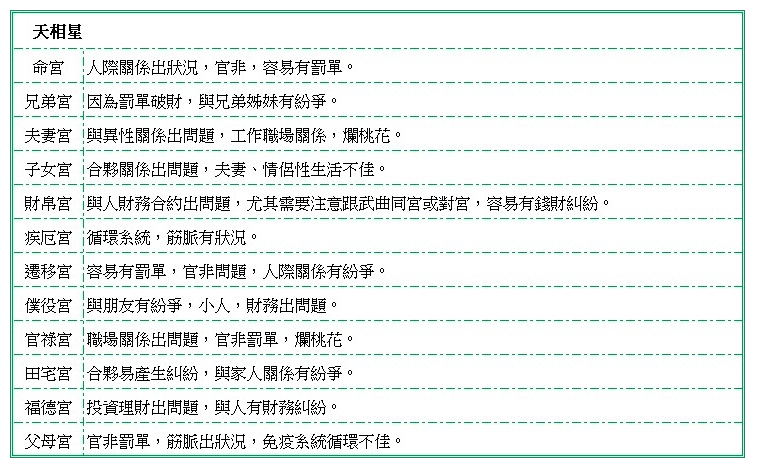 天相星
命宮 人際關係出狀況，官非，容易有罰單。
兄弟宮 因為罰單破財，與兄弟姊妹有紛爭。
夫妻宮 與異性關係出問題，工作職場關係，爛桃花。
子女宮 合夥關係出問題，夫妻、情侶性生活不佳。
財帛宮 與人財務合約出問題，尤其需要注意跟武曲同宮或對宮，容易有錢財糾紛。
疾厄宮 循環系統，筋脈有狀況。
遷移宮 容易有罰單，官非問題，人際關係有紛爭。
僕役宮 與朋友有紛爭，小人，財務出問題。
官祿宮 職場關係出問題，官非罰單，爛桃花。
田宅宮 合夥易產生糾紛，與家人關係有紛爭。
福德宮 投資理財出問題，與人有財務糾紛。
父母宮 官非罰單，筋脈出狀況，免疫系統循環不佳。